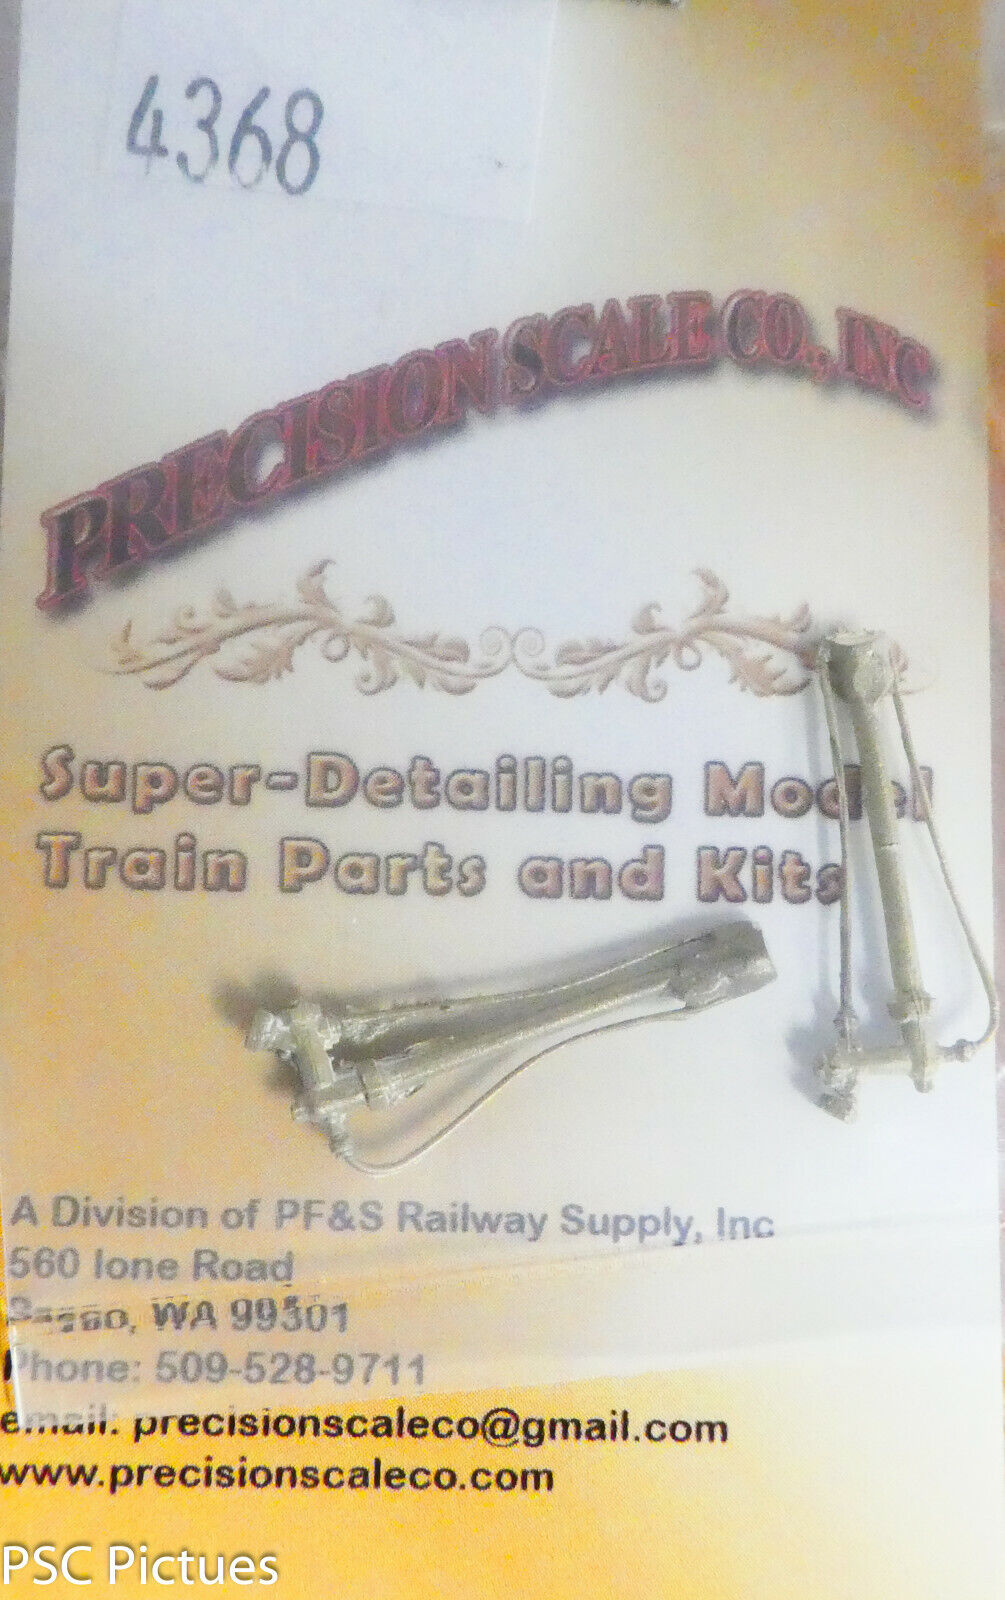 4368
PRECISION SCALE CO., INC
Super-Detailing Model
Train Parts and Kits
A Division of PF&S Railway Supply, Inc
560 Ione Road
WA 99301
Phone: 509-528-9711
email: precisionscaleco@gmail.com
www.precisionscaleco.com
PSC Pictues